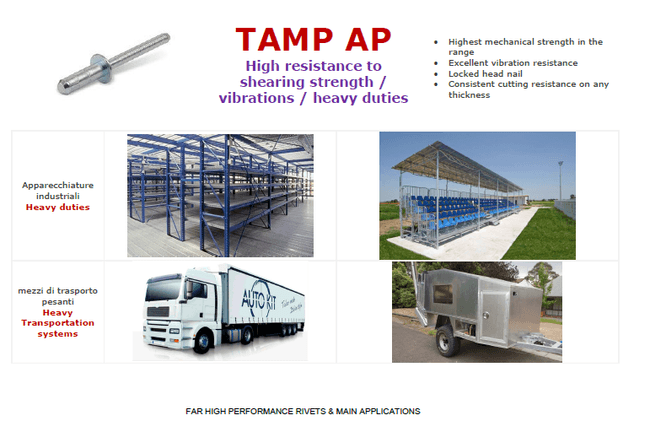 TAMP AP
High resistance to
shearing strength /
vibrations / heavy duties
Highest mechanical strength in the
range
Excellent vibration resistance
Locked head nail
Consistent cutting resistance on any
thickness
Apparecchiature
industriali
Heavy duties
mezzi di trasporto
pesanti
Heavy
Transportation
systems
AUTO KIT
FAR HIGH PERFORMANCE RIVETS & MAIN APPLICATIONS